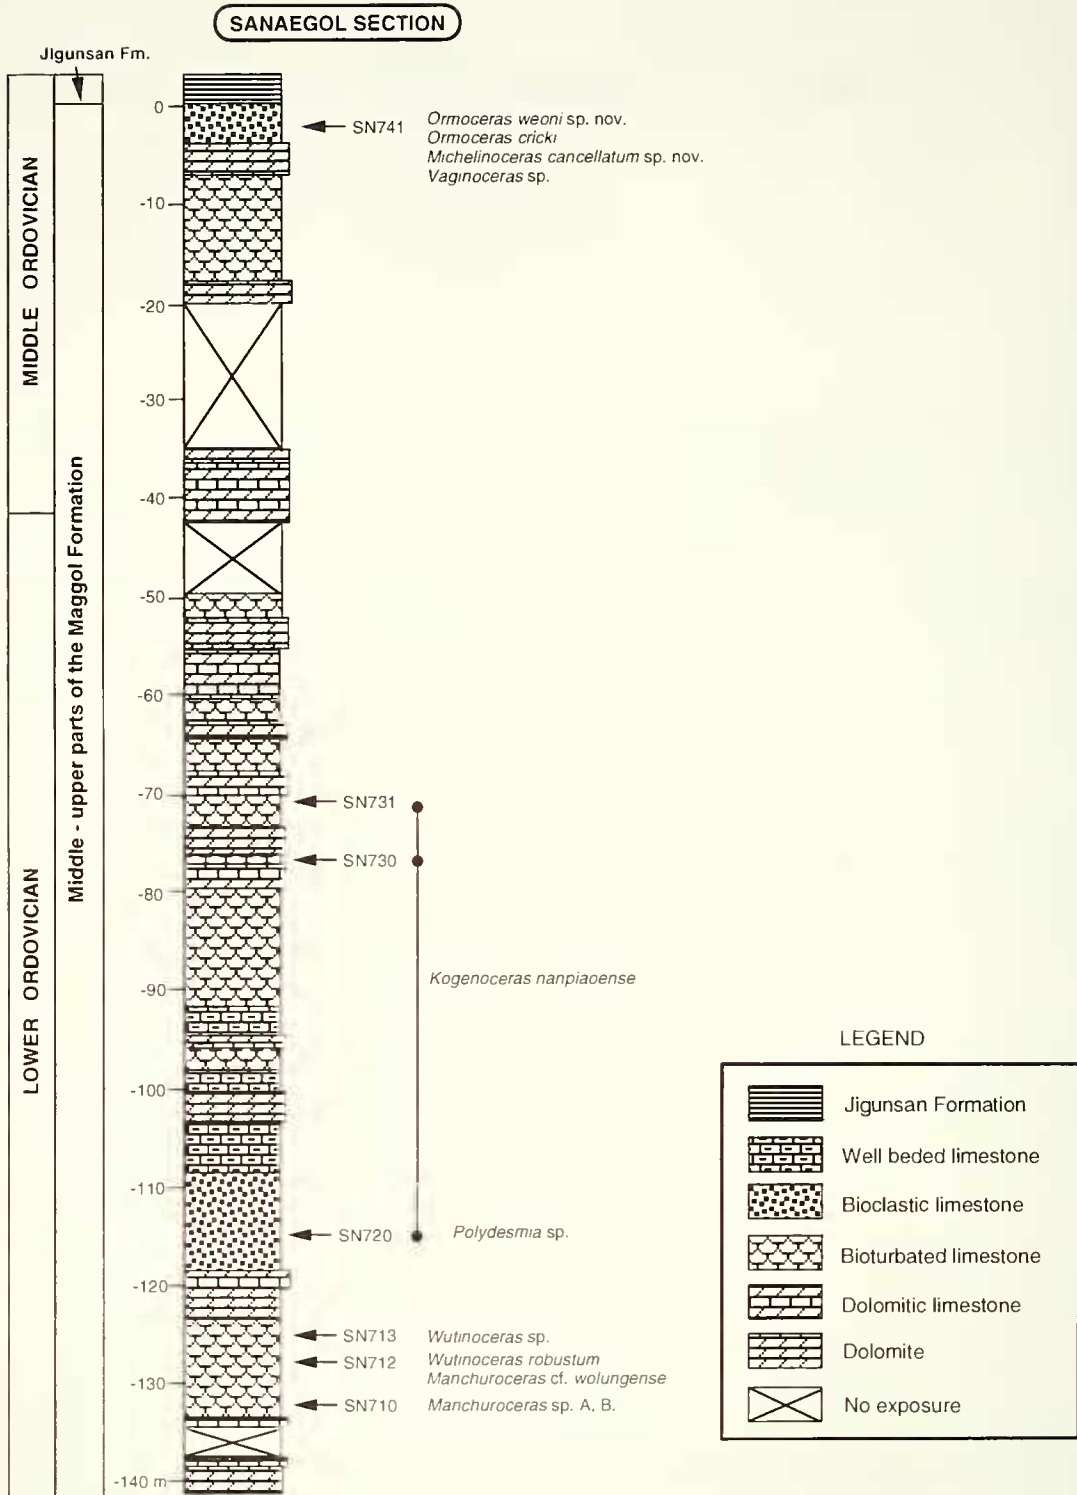 SANAEGOL SECTION
Jigunsan Fm.
MIDDLE ORDOVICIAN
LOWER ORDOVICIAN
Middle - upper parts of the Maggol Formation
0
-10
-20
-30
-40
-50
-60
-70
-80
-90
-100
-110
-120
-130
-140 m
SN741
Ormoceras weoni sp. nov.
Ormoceras cricki
Michelinoceras cancellatum sp. nov.
Vaginoceras sp.
SN731
SN730
Kogenoceras nanpiaoense
SN720
Polydesmia sp.
SN713
Wutinoceras sp.
SN712
Wutinoceras robustum
Manchuroceras cf. wolungense
SN710
Manchuroceras sp. A, B.
LEGEND
Jigunsan Formation
Well beded limestone
Bioclastic limestone
Bioturbated limestone
Dolomitic limestone
Dolomite
No exposure